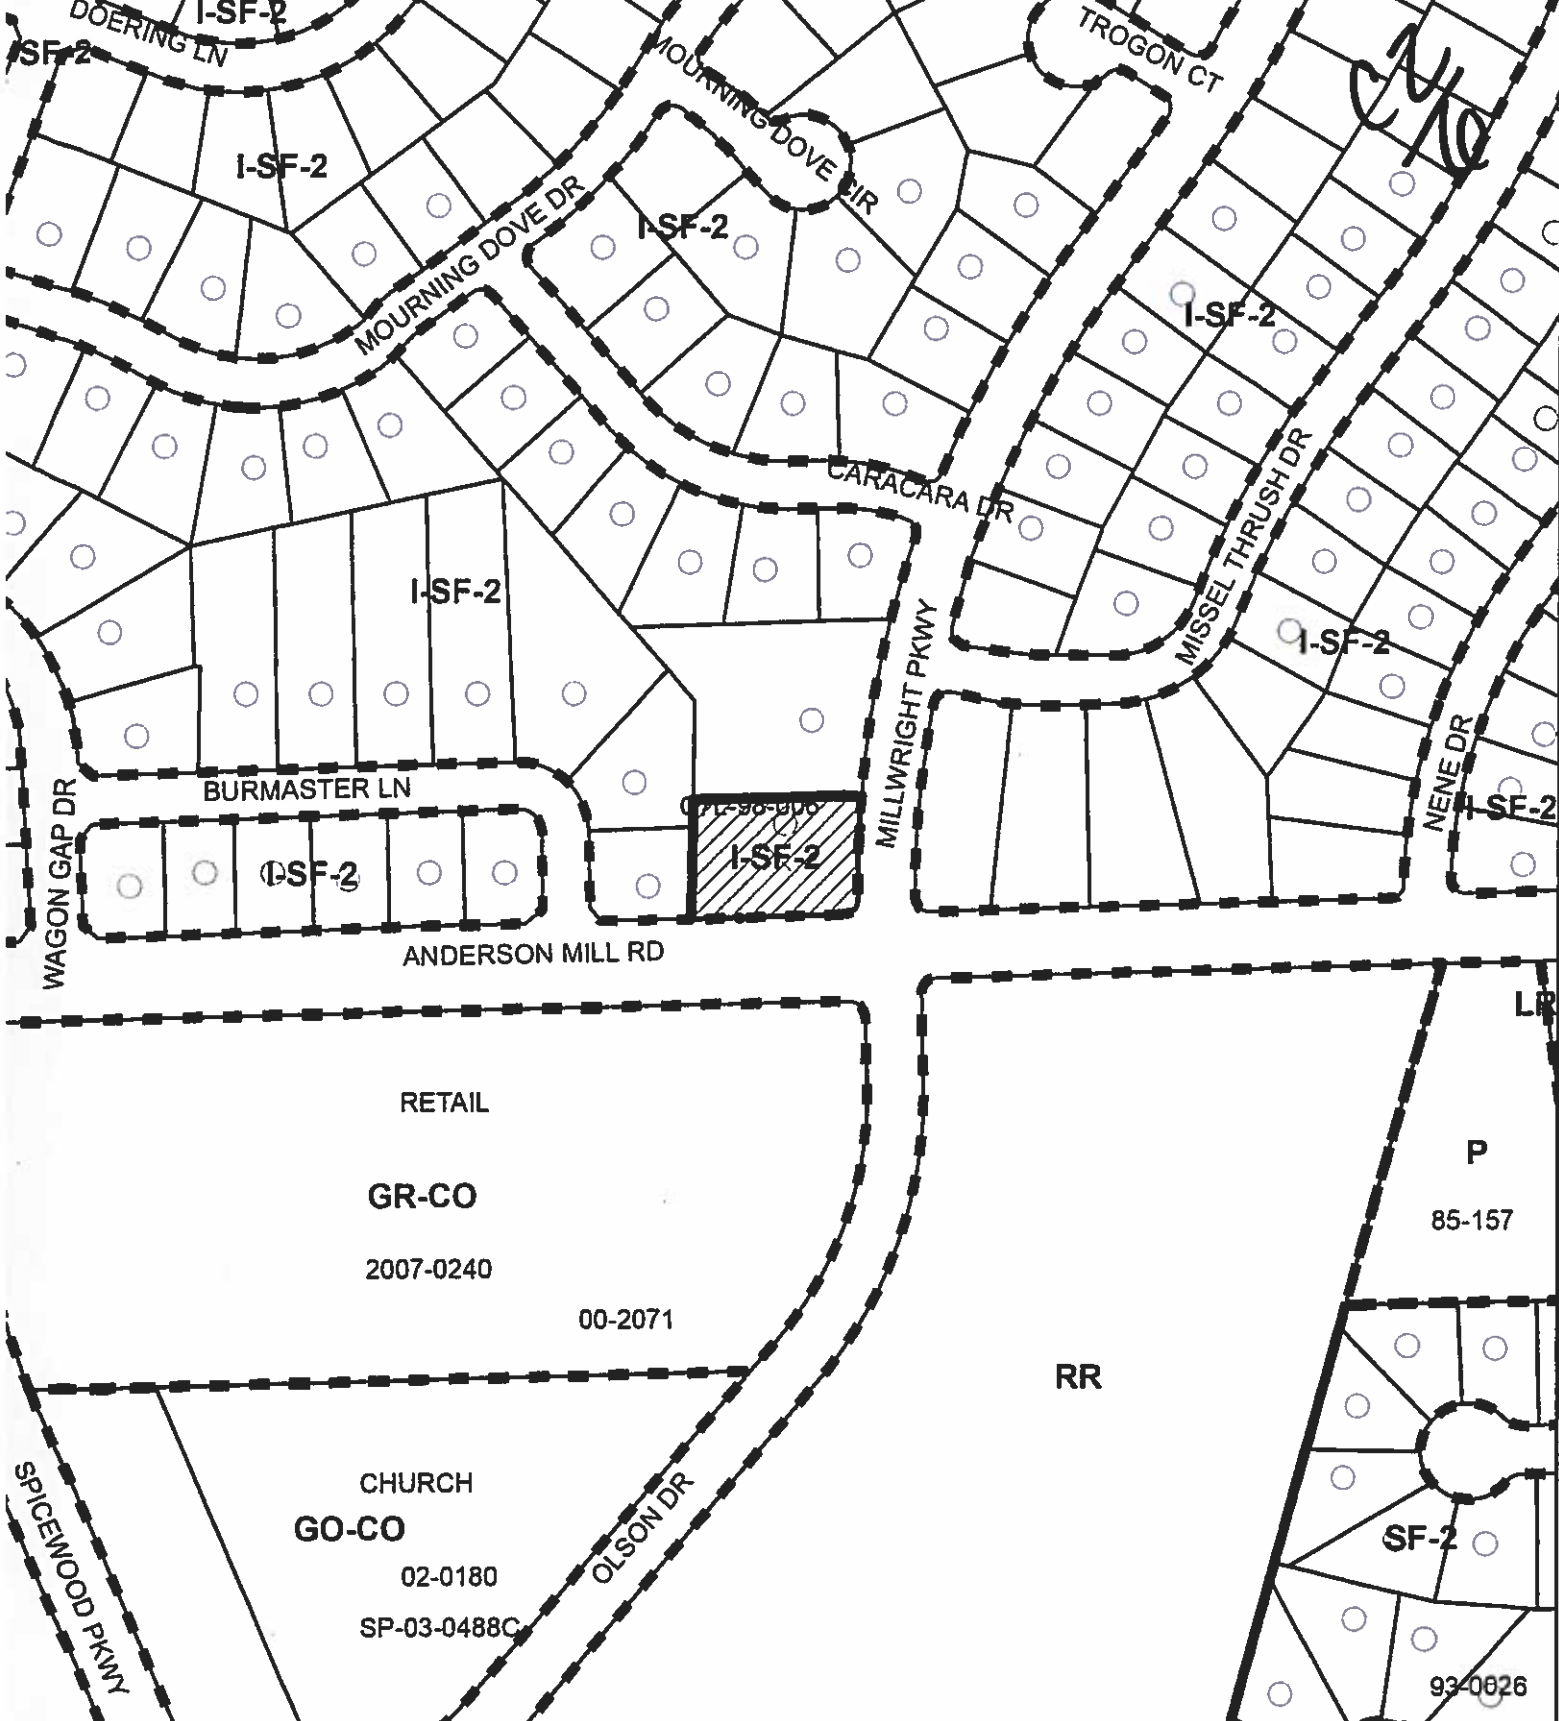 I-SF-2
DOERING LN
SF-2
MOURNING DOVE CIR
TROGON CT
I-SF-2
I-SF-2
MOURNING DOVE DR
I-SF-2
CARACARA DR
MISSEL THRUSH DR
I-SF-2
I-SF-2
MILLWRIGHT PKWY
NENE DR
I-SF-2
WAGON GAP DR
BURMASTER LN
I-SF-2
I-SF-2
ANDERSON MILL RD
LR
RETAIL
P
GR-CO
85-157
2007-0240
00-2071
RR
CHURCH
SPICEWOOD PKWY
GO-CO
OLSON DR
SF-2
02-0180
SP-03-0488C
93-0026